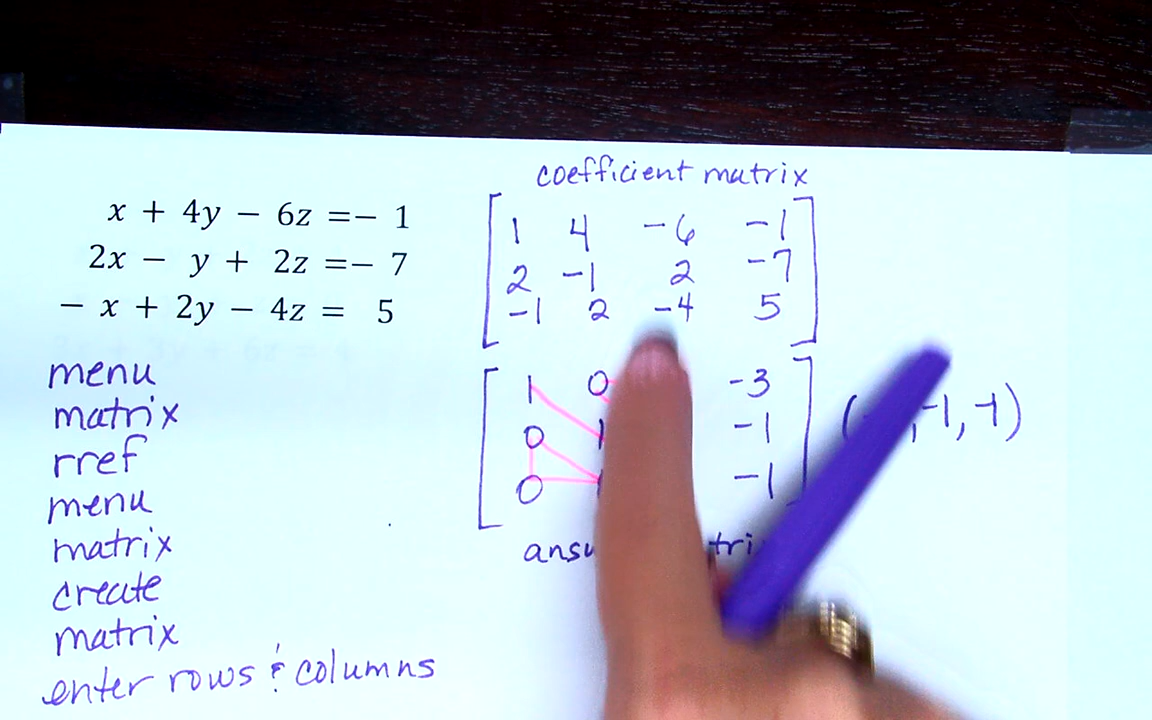 coefficient matrix
x + 4y − 6z =− 1
2x − y + 2z =− 7
− x + 2y − 4z = 5
1 4 -6 -1
2 -1 2 -7
-1 2 -4 5
1 0 -3
0 1 -1
0 -1
, -1, -1)
menu
matrix
rref
menu
matrix
create
matrix
enter rows & columns